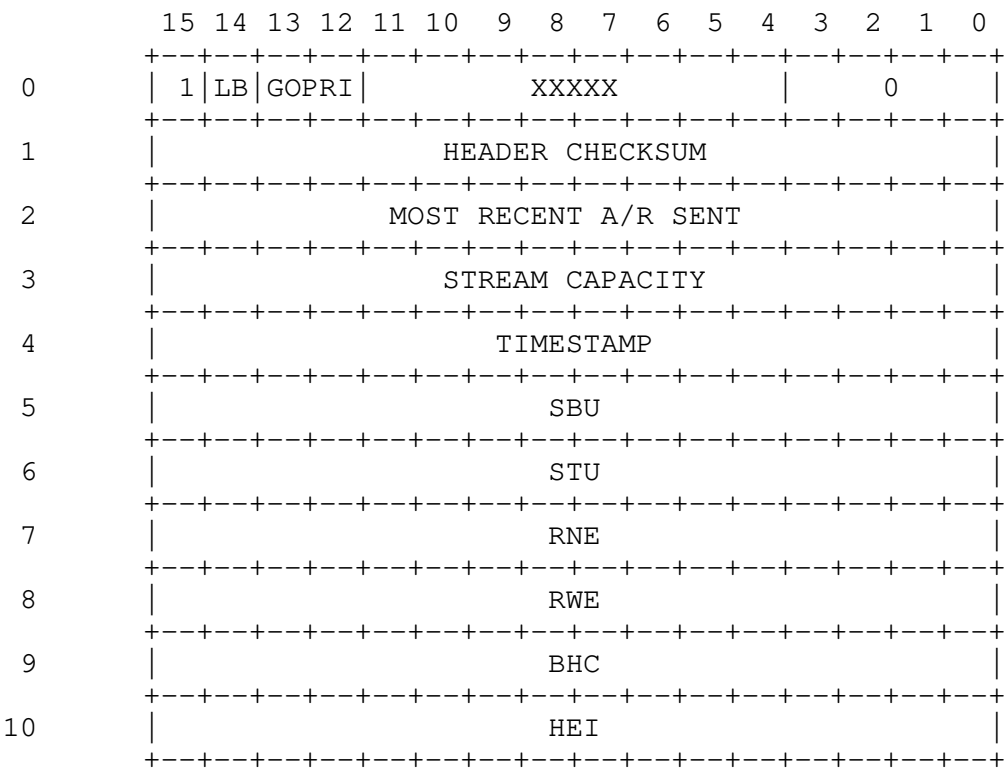 15 14 13 12 11 10 9 8 7 6 5 4 3 2 1 0
+--+--+--+--+--+--+--+--+--+--+--+--+--+--+--+--+
0 | 1|LB|GOPRI| XXXXX | 0 |
+--+--+--+--+--+--+--+--+--+--+--+--+--+--+--+--+
1 | HEADER CHECKSUM |
+--+--+--+--+--+--+--+--+--+--+--+--+--+--+--+--+
2 | MOST RECENT A/R SENT |
+--+--+--+--+--+--+--+--+--+--+--+--+--+--+--+--+
3 | STREAM CAPACITY |
+--+--+--+--+--+--+--+--+--+--+--+--+--+--+--+--+
4 | TIMESTAMP |
+--+--+--+--+--+--+--+--+--+--+--+--+--+--+--+--+
5 | SBU |
+--+--+--+--+--+--+--+--+--+--+--+--+--+--+--+--+
6 | STU |
+--+--+--+--+--+--+--+--+--+--+--+--+--+--+--+--+
7 | RNE |
+--+--+--+--+--+--+--+--+--+--+--+--+--+--+--+--+
8 | RWE |
+--+--+--+--+--+--+--+--+--+--+--+--+--+--+--+--+
9 | BHC |
+--+--+--+--+--+--+--+--+--+--+--+--+--+--+--+--+
10 | HEI |
+--+--+--+--+--+--+--+--+--+--+--+--+--+--+--+--+